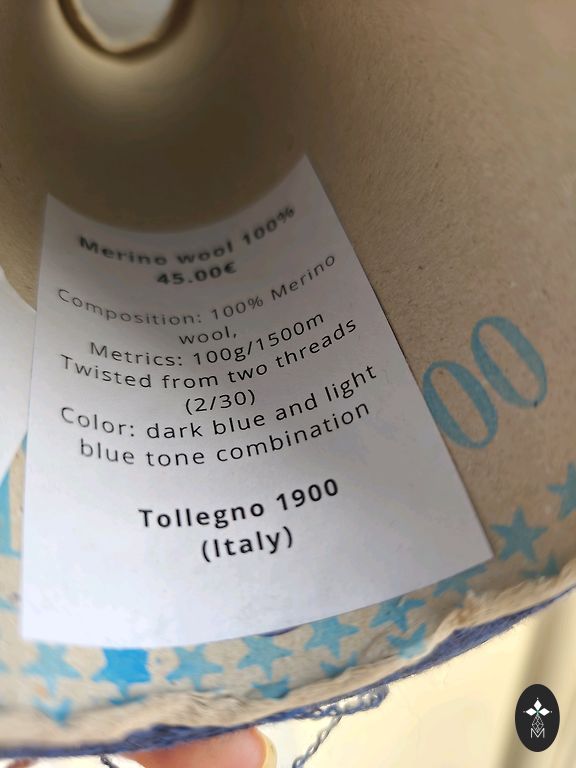 Merino wool 100%
45.00€
Composition: 100% Merino
wool,
Metrics: 100g/1500m
Twisted from two threads
(2/30)
Color: dark blue and light
blue tone combination
Tollegno 1900
(Italy)
00
M